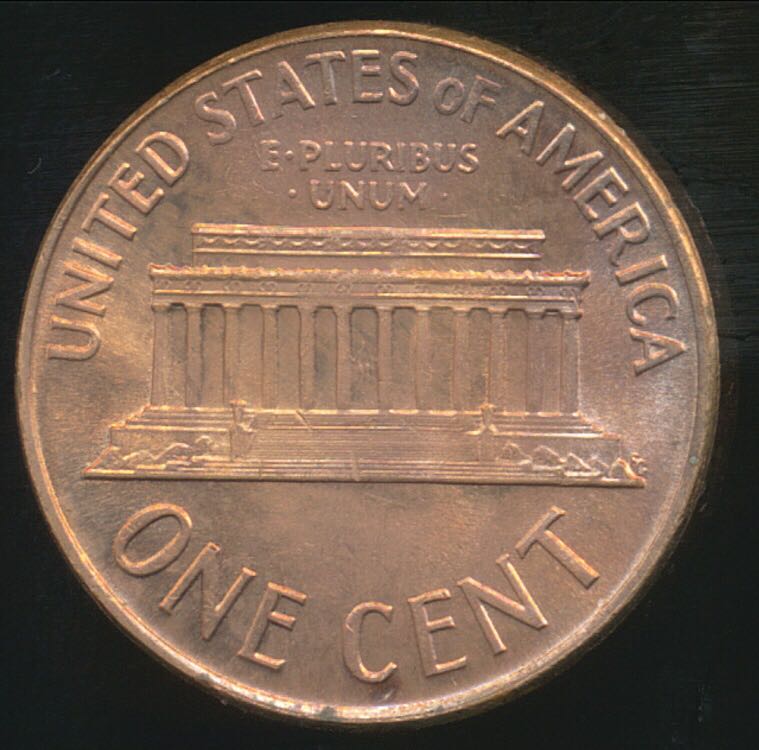 UNITED STATES OF AMERICA
E·PLURIBUS
·UNUM·
ONE CENT